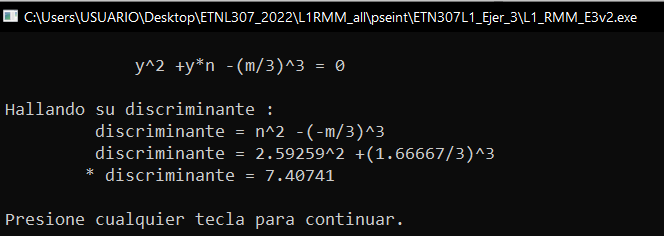 C:\Users\USUARIO\Desktop\ETNL307_2022\L1RMM_all\pseint\ETN307L1_Ejer_3\L1_RMM_E3v2.exe
y^2 +y*n -(m/3)^3 = 0
Hallando su discriminante :
discriminante = n^2 -(-m/3)^3
discriminante = 2.59259^2 +(1.66667/3)^3
* discriminante = 7.40741
Presione cualquier tecla para continuar.